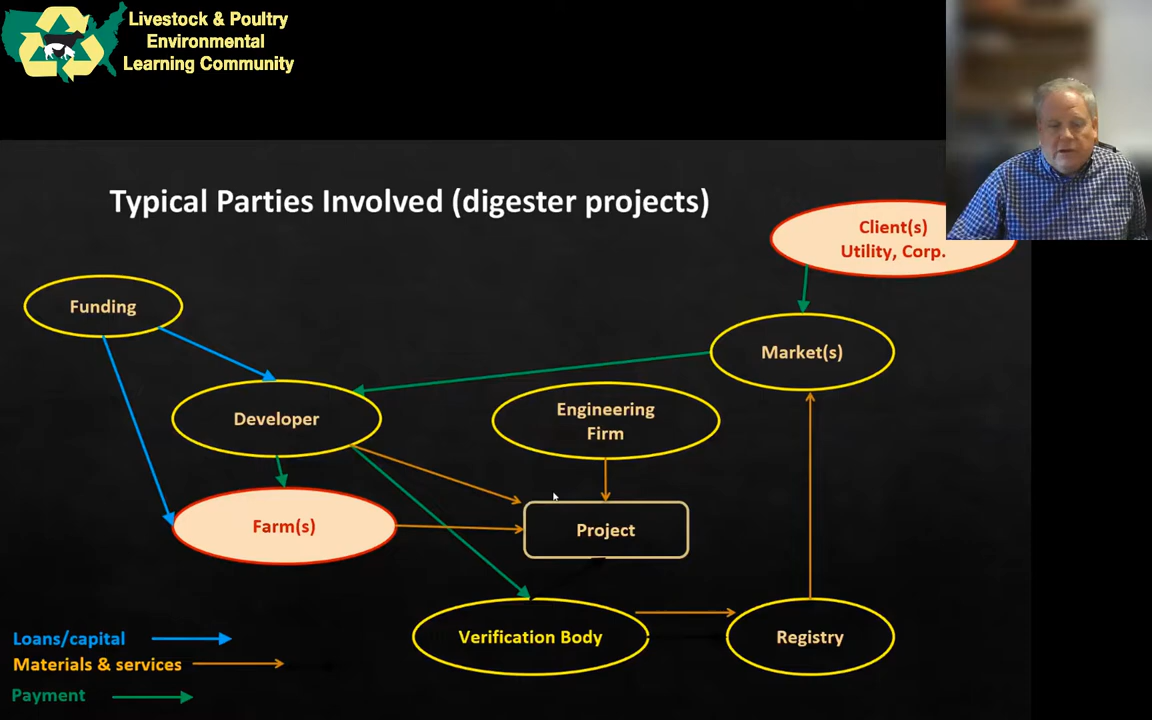 Livestock & Poultry
Environmental
Learning Community
Typical Parties Involved (digester projects)
Client(s)
Utility, Corp.
Funding
Market(s)
Developer
Engineering
Firm
Farm(s)
Project
Verification Body
Registry
Loans/capital
Materials & services
Payment